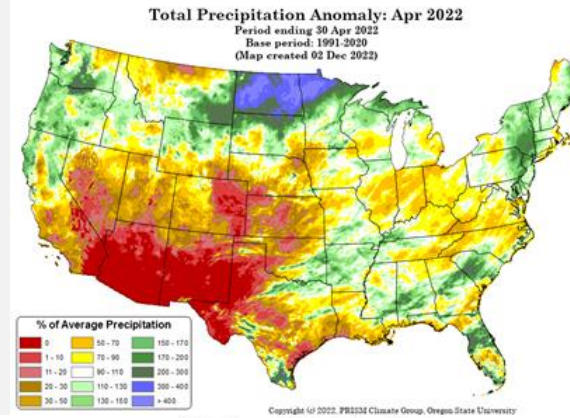 Total Precipitation Anomaly: Apr 2022
Period ending 30 Apr 2022
Base period: 1991-2020
(Map created 02 Dec 2022)
% of Average Precipitation
0
1 - 10
11 - 20
20 - 30
30 - 50
50 - 70
70 - 90
90 - 110
110 - 130
130 - 150
150 - 170
170 - 200
200 - 300
300 - 400
> 400
Copyright (c) 2022, PRISM Climate Group, Oregon State University